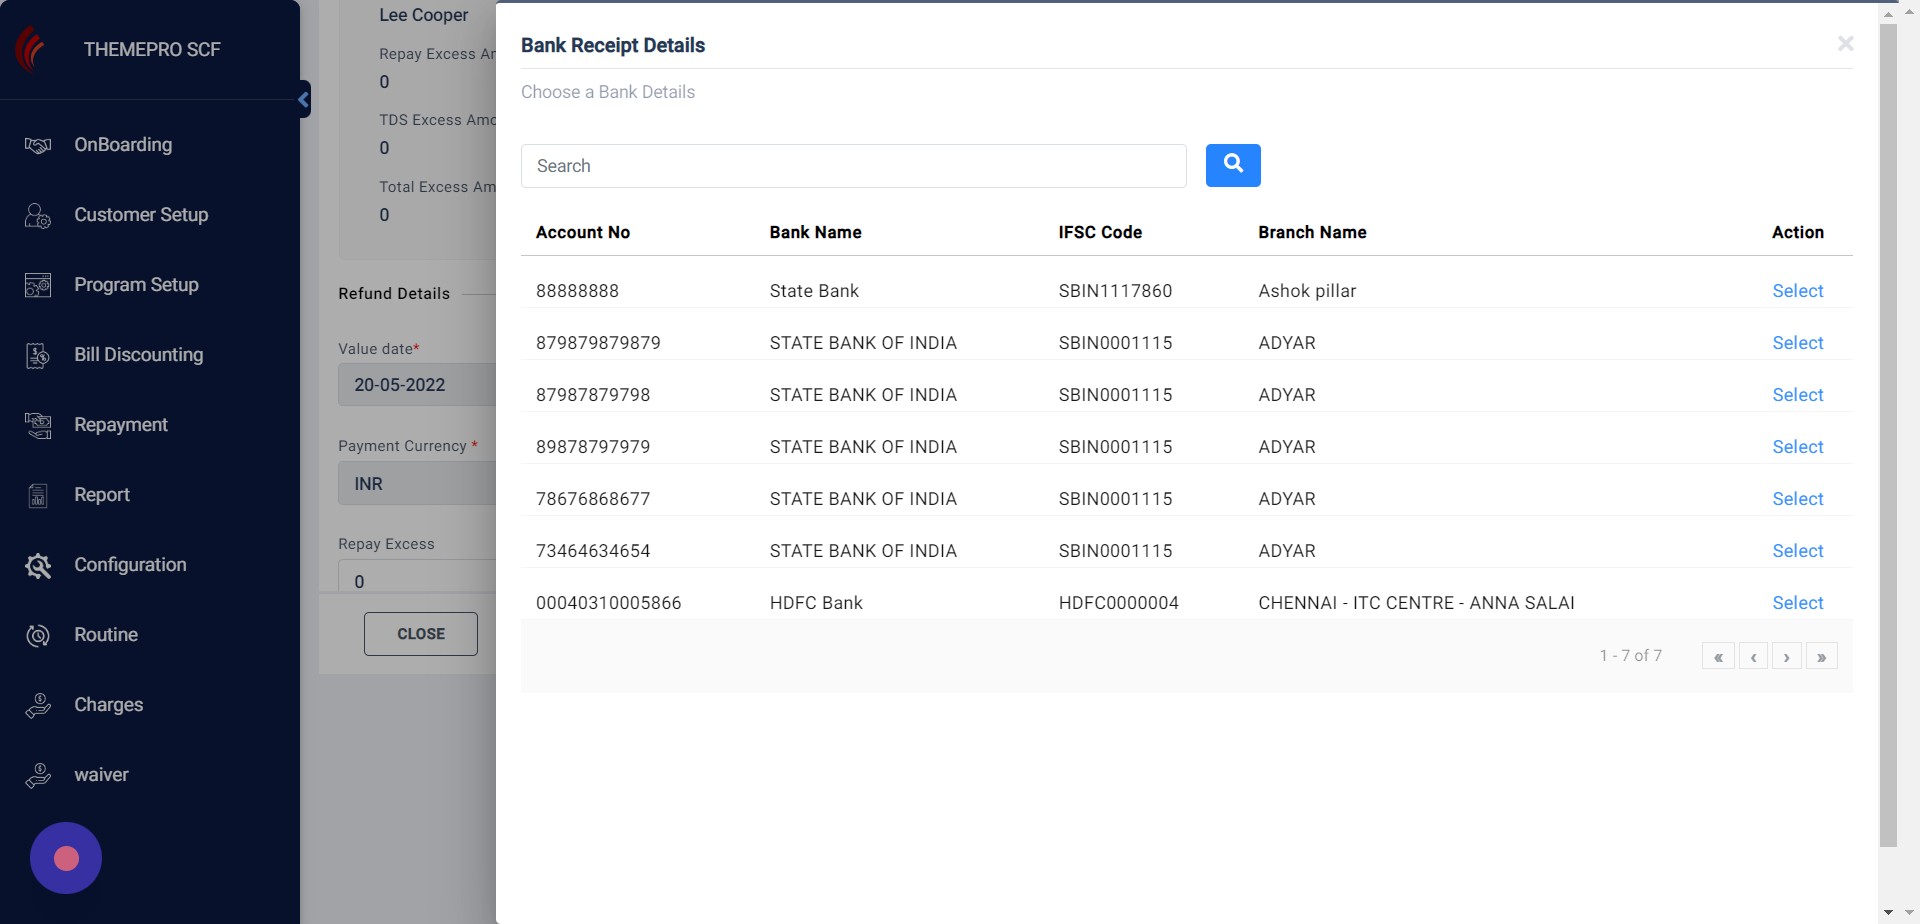 THEMEPRO SCF
OnBoarding
Customer Setup
Program Setup
Bill Discounting
Repayment
Report
Configuration
Routine
Charges
waiver
Lee Cooper
Repay Excess
0
TDS Excess
0
Total Excess
0
Refund Details
Value date*
20-05-2022
Payment Currency *
INR
Repay Excess
0
CLOSE
Bank Receipt Details
Choose a Bank Details
Search
Account No Bank Name IFSC Code Branch Name Action
88888888 State Bank SBIN1117860 Ashok pillar Select
879879879879 STATE BANK OF INDIA SBIN0001115 ADYAR Select
87987879798 STATE BANK OF INDIA SBIN0001115 ADYAR Select
89878797979 STATE BANK OF INDIA SBIN0001115 ADYAR Select
78676868677 STATE BANK OF INDIA SBIN0001115 ADYAR Select
73464634654 STATE BANK OF INDIA SBIN0001115 ADYAR Select
00040310005866 HDFC Bank HDFC0000004 CHENNAI - ITC CENTRE - ANNA SALAI Select
1 - 7 of 7 « ‹ › »